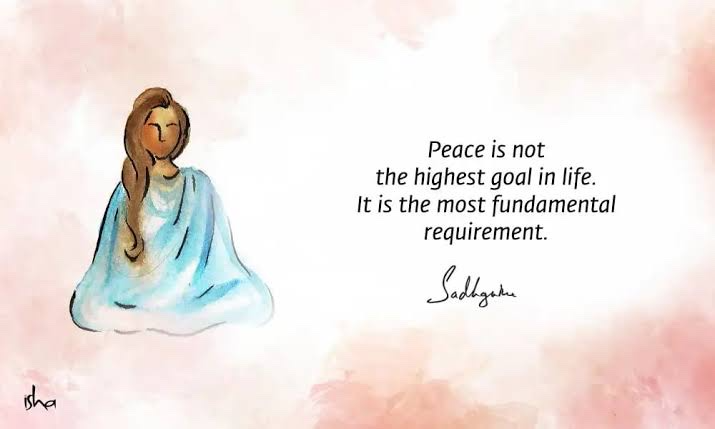 Peace is not
the highest goal in life.
It is the most fundamental
requirement.
Sadhguru
isha